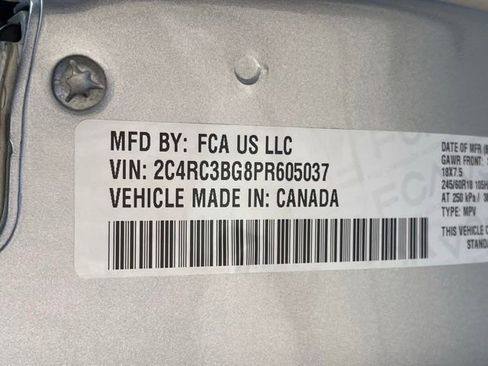 MFD BY: FCA US LLC
VIN: 2C4RC3BG8PR605037
VEHICLE MADE IN: CANADA
DATE OF MFR
GAWR FRONT:
18X7.5
245/60R18 105H
AT 250 kPa /
TYPE: MPV
THIS VEHICLE